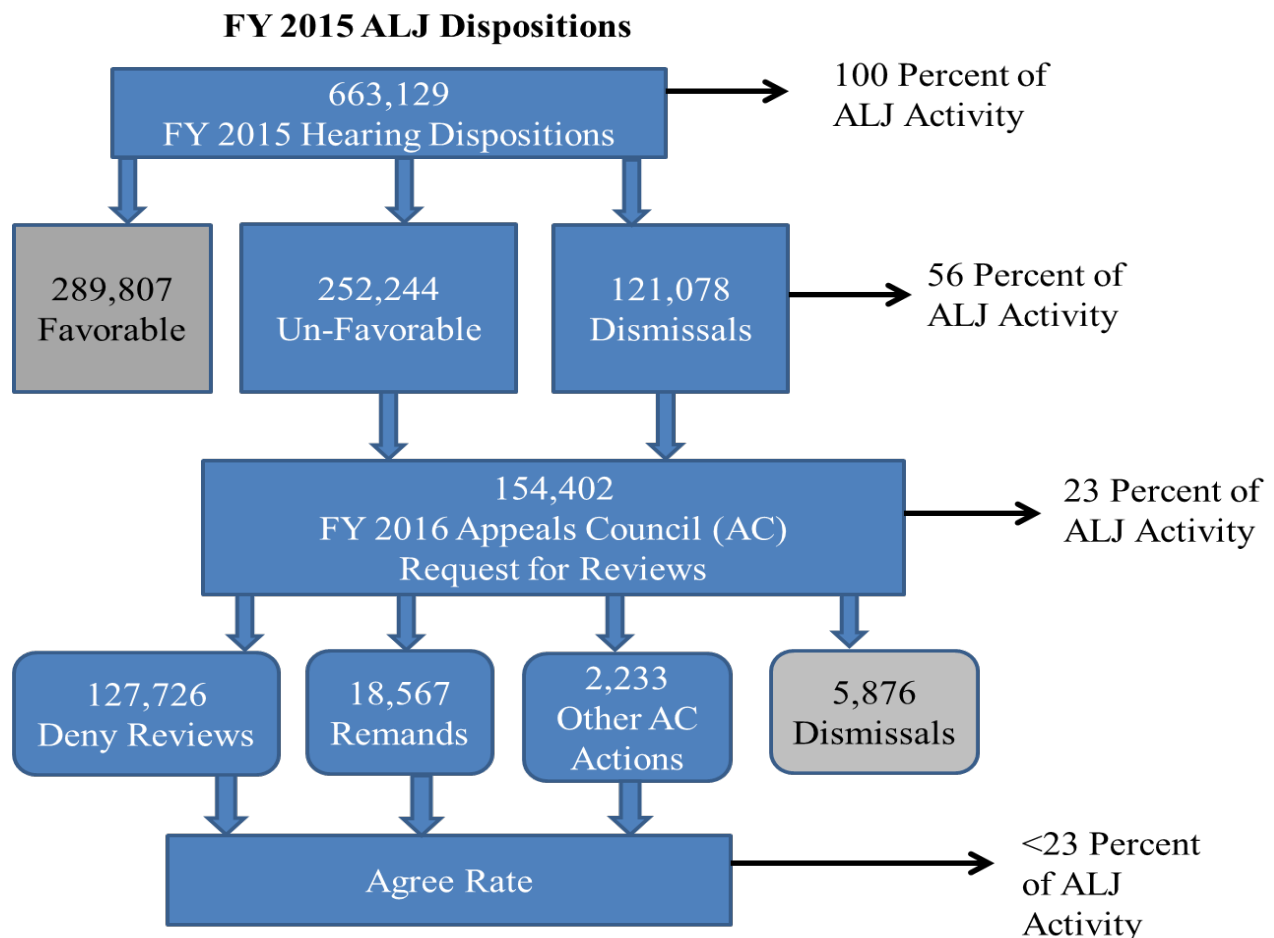 FY 2015 ALJ Dispositions
663,129
FY 2015 Hearing Dispositions
100 Percent of
ALJ Activity
289,807
Favorable
252,244
Un-Favorable
121,078
Dismissals
56 Percent of
ALJ Activity
154,402
FY 2016 Appeals Council (AC)
Request for Reviews
23 Percent of
ALJ Activity
127,726
Deny Reviews
18,567
Remands
2,233
Other AC
Actions
5,876
Dismissals
Agree Rate
<23 Percent
of ALJ
Activity